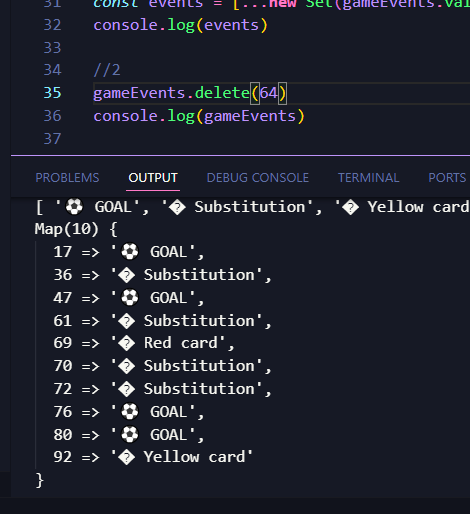 31 const events = [...new Set(gameEvents.val
32 console.log(events)
33
34 //2
35 gameEvents.delete(64)
36 console.log(gameEvents)
37
PROBLEMS OUTPUT DEBUG CONSOLE TERMINAL PORTS
[ '⚽ GOAL', '� Substitution', '� Yellow card
Map(10) {
17 => '⚽ GOAL',
36 => '� Substitution',
47 => '⚽ GOAL',
61 => '� Substitution',
69 => '� Red card',
70 => '� Substitution',
72 => '� Substitution',
76 => '⚽ GOAL',
80 => '⚽ GOAL',
92 => '� Yellow card'
}